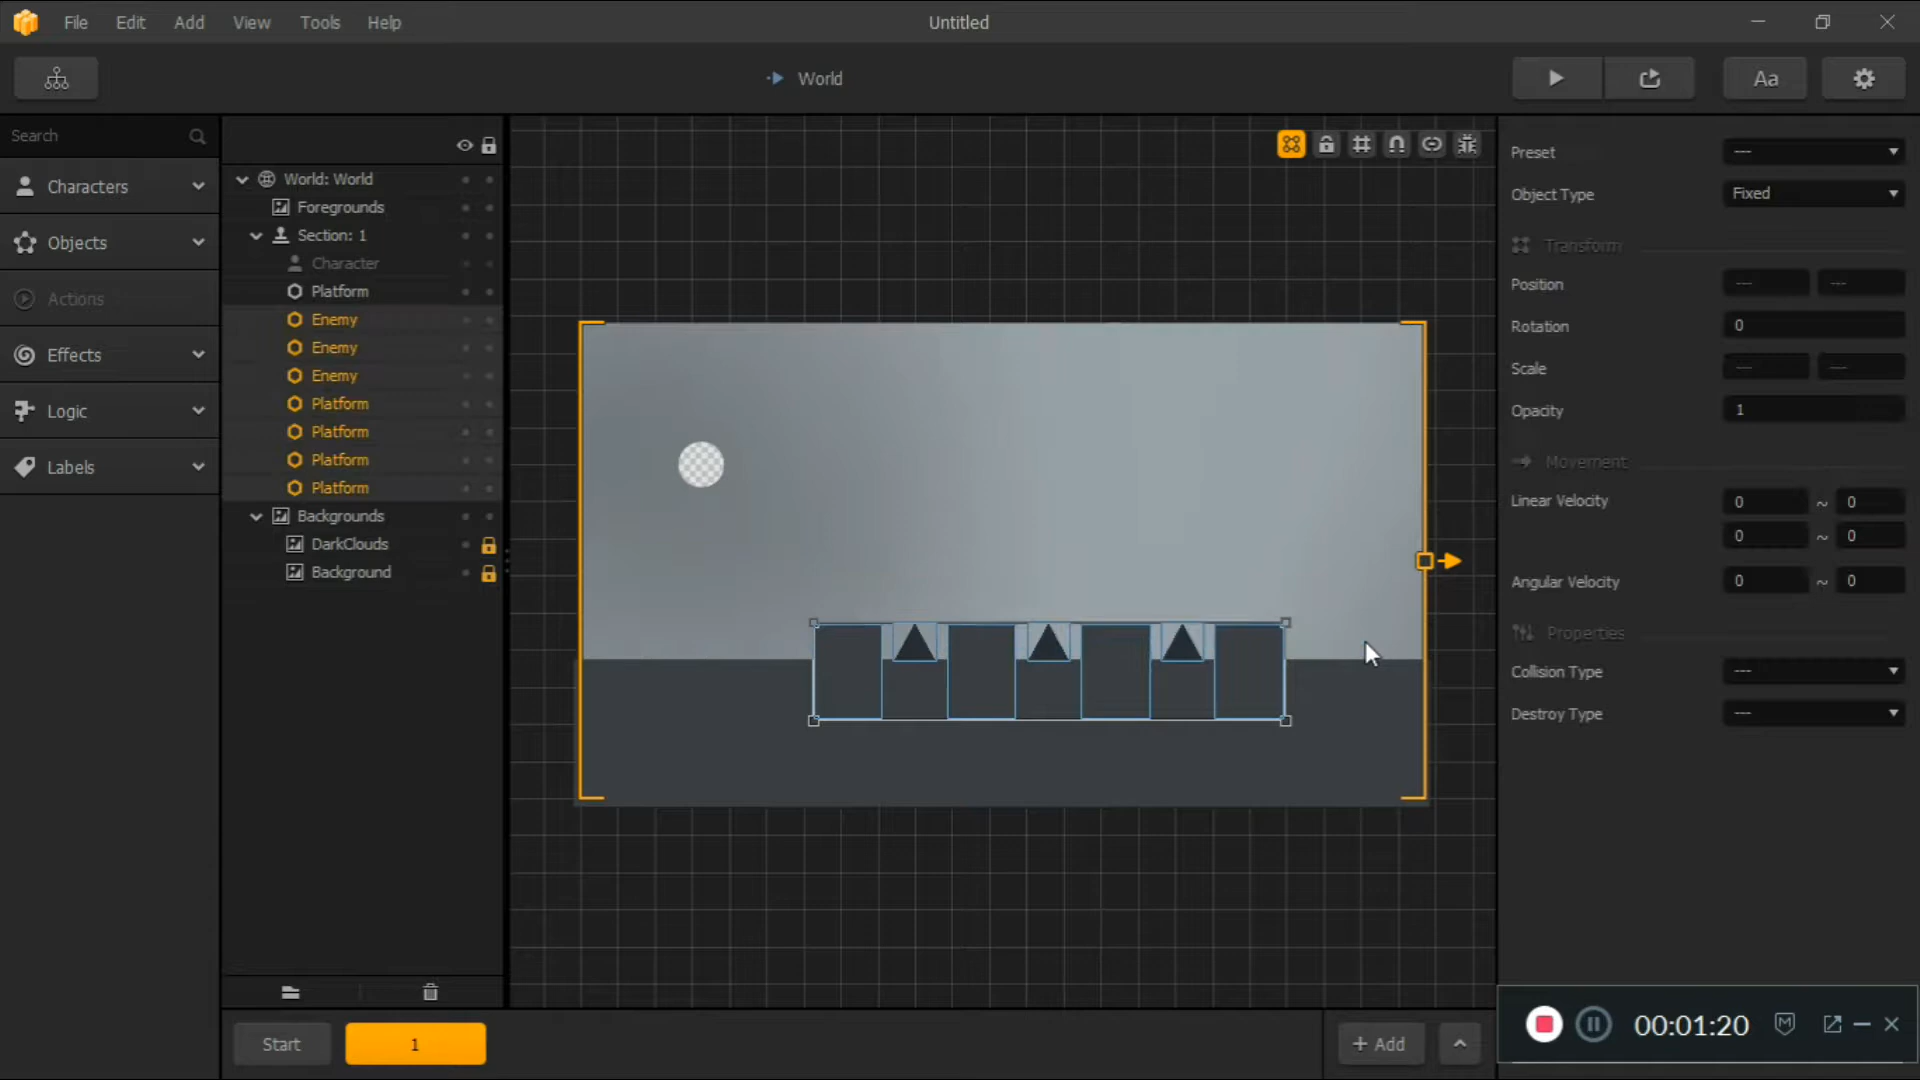 File Edit Add View Tools Help
Untitled
World
Aa
Search
Characters
Objects
Actions
Effects
Logic
Labels
World: World
Foregrounds
Section: 1
Character
Platform
Enemy
Enemy
Enemy
Platform
Platform
Platform
Platform
Backgrounds
DarkClouds
Background
Preset ---
Object Type Fixed
Transform
Position --- ---
Rotation 0
Scale --- ---
Opacity 1
Movement
Linear Velocity 0 ~ 0
0 ~ 0
Angular Velocity 0 ~ 0
Properties
Collision Type ---
Destroy Type ---
Start 1
+ Add
00:01:20